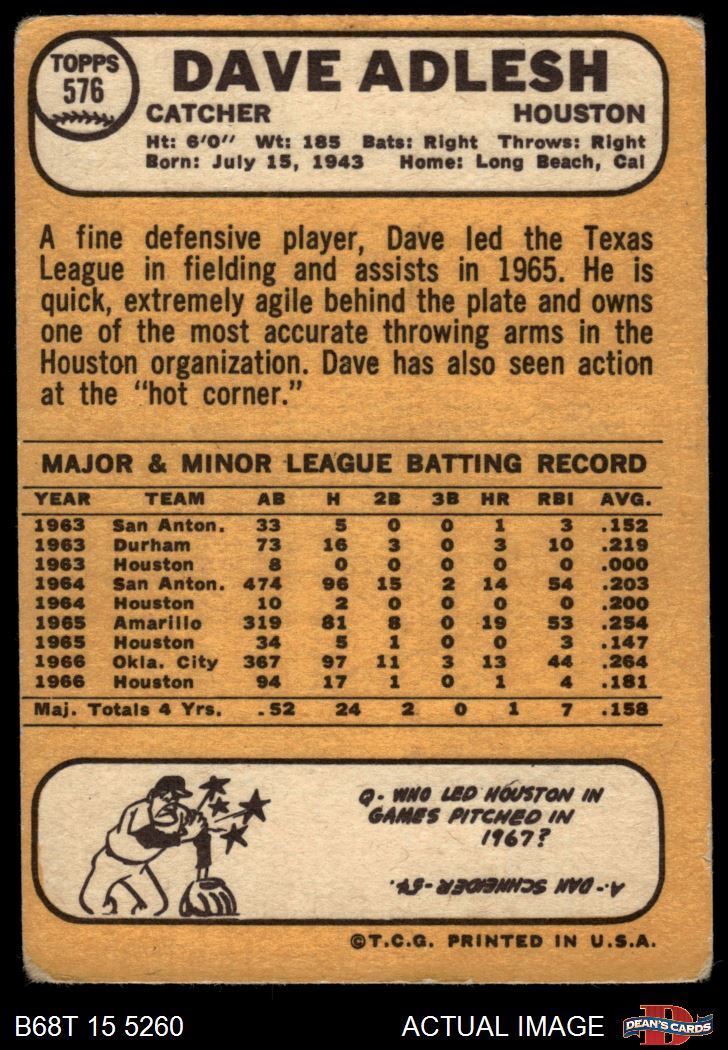 TOPPS
576
DAVE ADLESH
CATCHER HOUSTON
Ht: 6'0" Wt: 185 Bats: Right Throws: Right
Born: July 15, 1943 Home: Long Beach, Cal
A fine defensive player, Dave led the Texas
League in fielding and assists in 1965. He is
quick, extremely agile behind the plate and owns
one of the most accurate throwing arms in the
Houston organization. Dave has also seen action
at the "hot corner."
MAJOR & MINOR LEAGUE BATTING RECORD
YEAR TEAM AB H 2B 3B HR RBI AVG.
1963 San Anton. 33 5 0 0 1 3 .152
1963 Durham 73 16 3 0 3 10 .219
1963 Houston 8 0 0 0 0 0 .000
1964 San Anton. 474 96 15 2 14 54 .203
1964 Houston 10 2 0 0 0 0 .200
1965 Amarillo 319 81 8 0 19 53 .254
1965 Houston 34 5 1 0 0 3 .147
1966 Okla. City 367 97 11 3 13 44 .264
1966 Houston 94 17 1 0 1 4 .181
Maj. Totals 4 Yrs. .52 24 2 0 1 7 .158
Q- WHO LED HOUSTON IN
GAMES PITCHED IN
1967?
A.- DAN SCHNEIDER-54.
©T.C.G. PRINTED IN U.S.A.
B68T 15 5260 ACTUAL IMAGE
D
DEAN'S CARDS